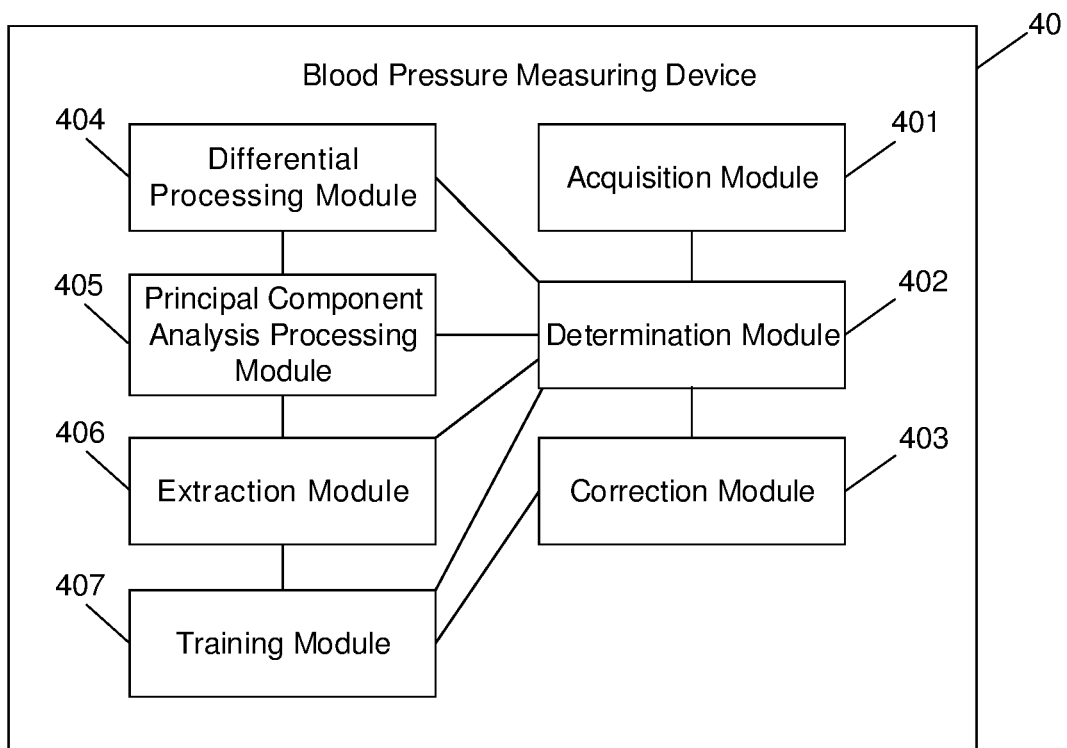 40
Blood Pressure Measuring Device
404
Differential
Processing Module
401
Acquisition Module
405
Principal Component
Analysis Processing
Module
402
Determination Module
406
Extraction Module
403
Correction Module
407
Training Module